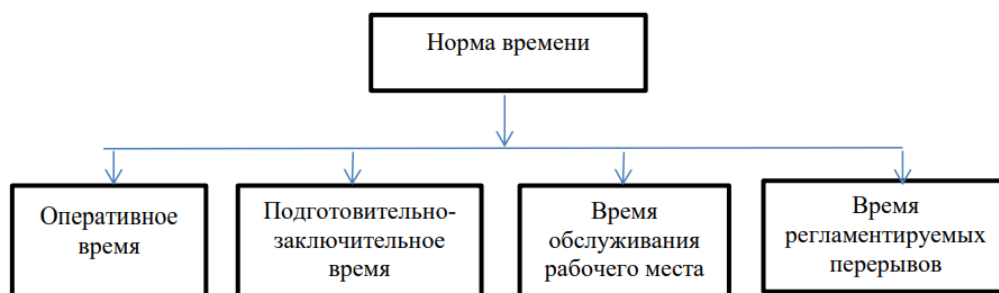 Норма времени
Оперативное
время
Подготовительно-
заключительное
время
Время
обслуживания
рабочего места
Время
регламентируемых
перерывов